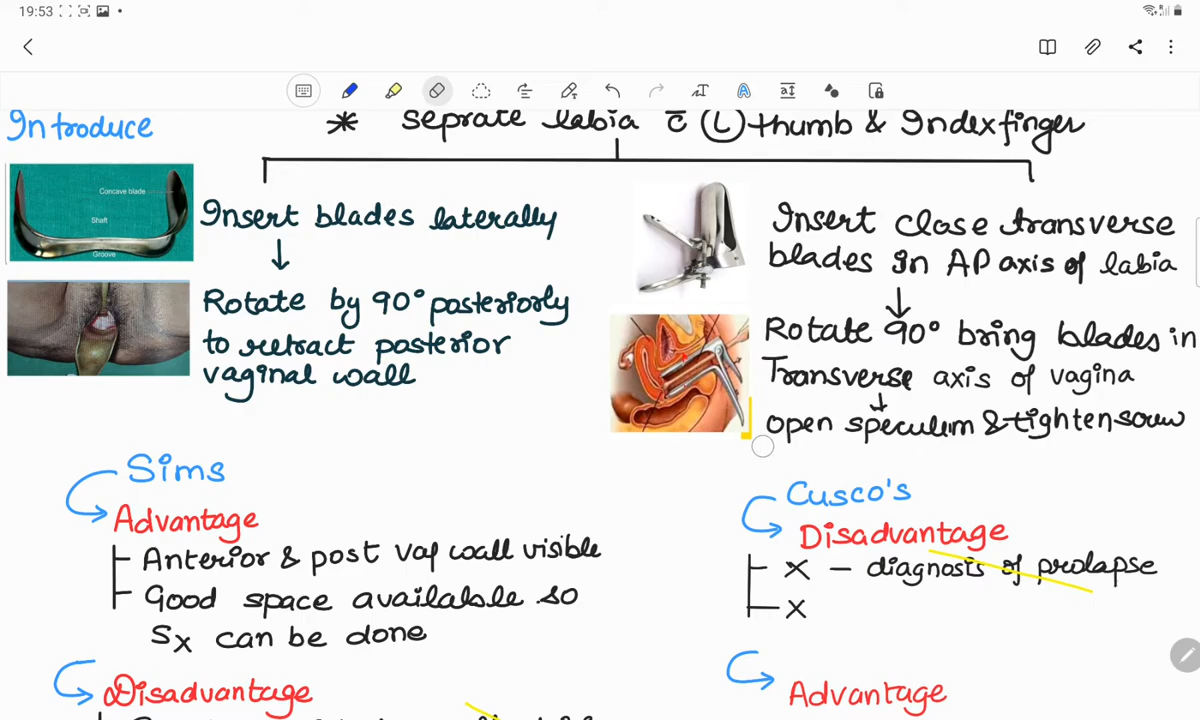 19:53
Introduce
* Seprate labia c̄ (L) thumb & Index finger
Concave blade
Shaft
Groove
Insert blades laterally
↓
Rotate by 90° posteriorly
to retract posterior
vaginal wall
Insert close transverse
blades in AP axis of labia
↓
Rotate 90° bring blades in
Transverse axis of vagina
↓
open speculum & tighten screw
Sims
Advantage
Anterior & post vag wall visible
Good space available so
Sx can be done
Disadvantage
Cusco's
Disadvantage
X – diagnosis of prolapse
X
Advantage